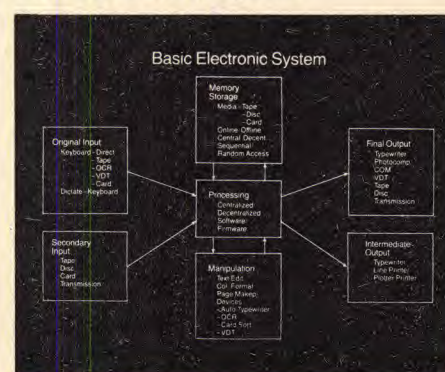 Basic Electronic System
Memory
Storage
Media - Tape
- Disc
- Card
Online-Offline
Central Decent.
Sequential
Random Access
Original Input
Keyboard - Direct
- Tape
- OCR
- VDT
- Card
Dictate - Keyboard
Final Output
Typewriter
Photocomp.
COM
VDT
Tape
Disc
Transmission
Processing
Centralized
Decentralized
Software
Firmware
Secondary
Input
Tape
Disc
Card
Transmission
Intermediate
Output
Typewriter
Line Printer
Plotter Printer
Manipulation
Text Edit
Col. Format
Page Makep.
Devices
- Auto Typewriter
- OCR
- Card Sort
- VDT